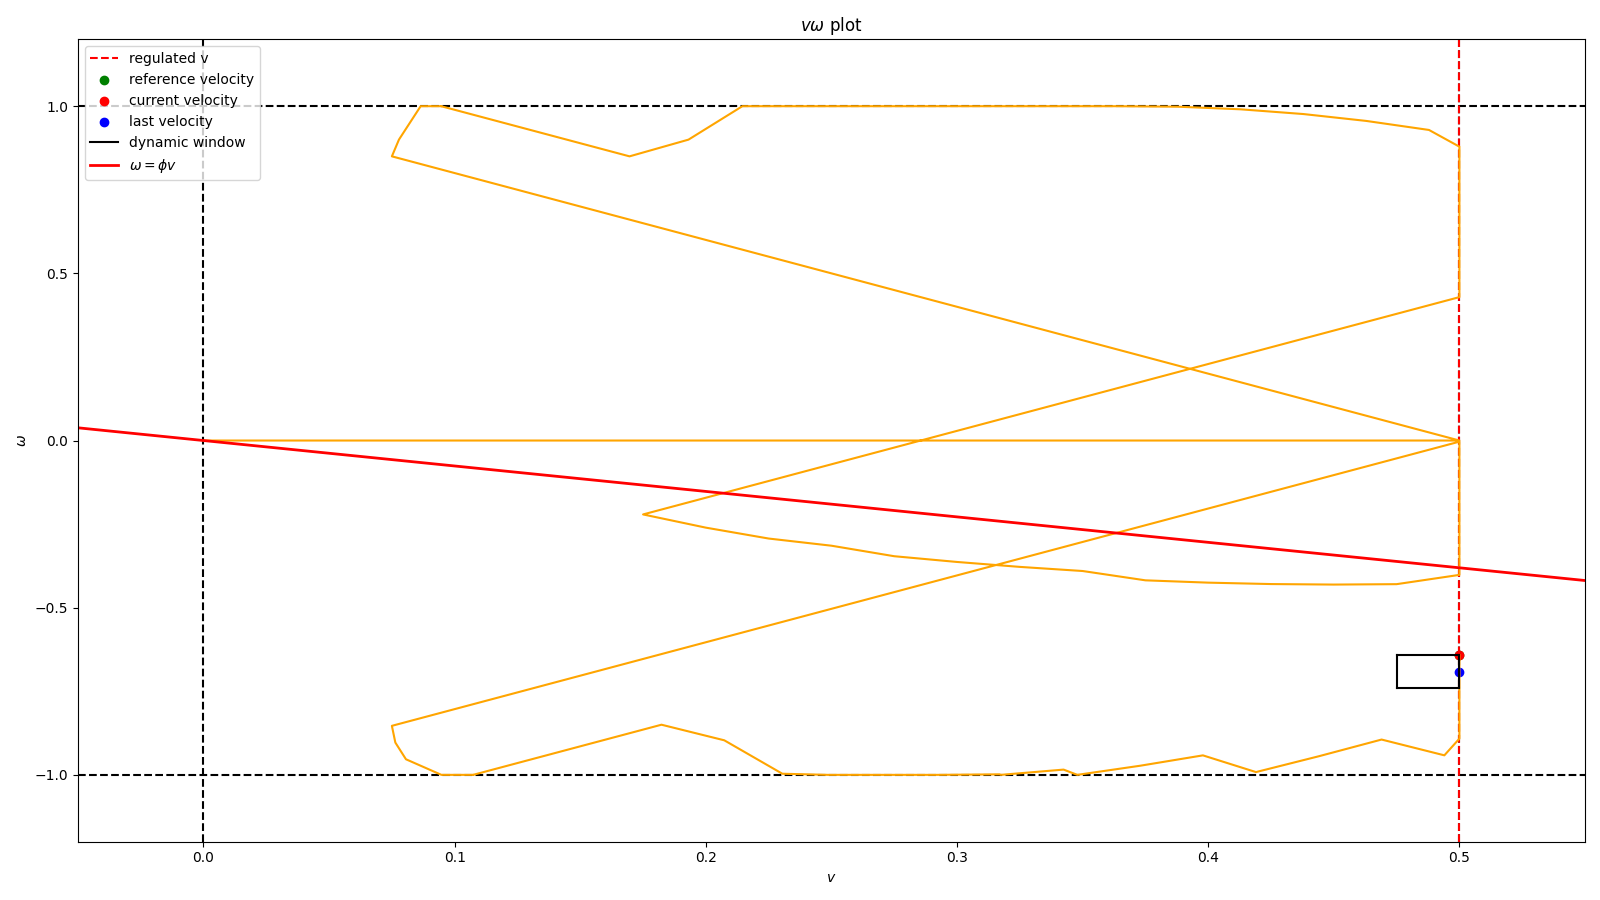 vω plot
regulated v
reference velocity
current velocity
last velocity
dynamic window
ω = ϕv
1.0
0.5
0.0
−0.5
−1.0
ω
0.0 0.1 0.2 0.3 0.4 0.5
v